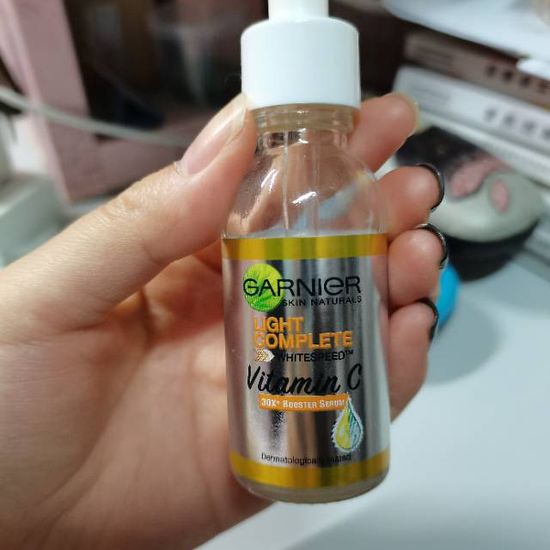 GARNIER
SKIN NATURALS
LIGHT
COMPLETE
WHITESPEED™
Vitamin C
30X* BOOSTER SERUM
Dermatologically tested